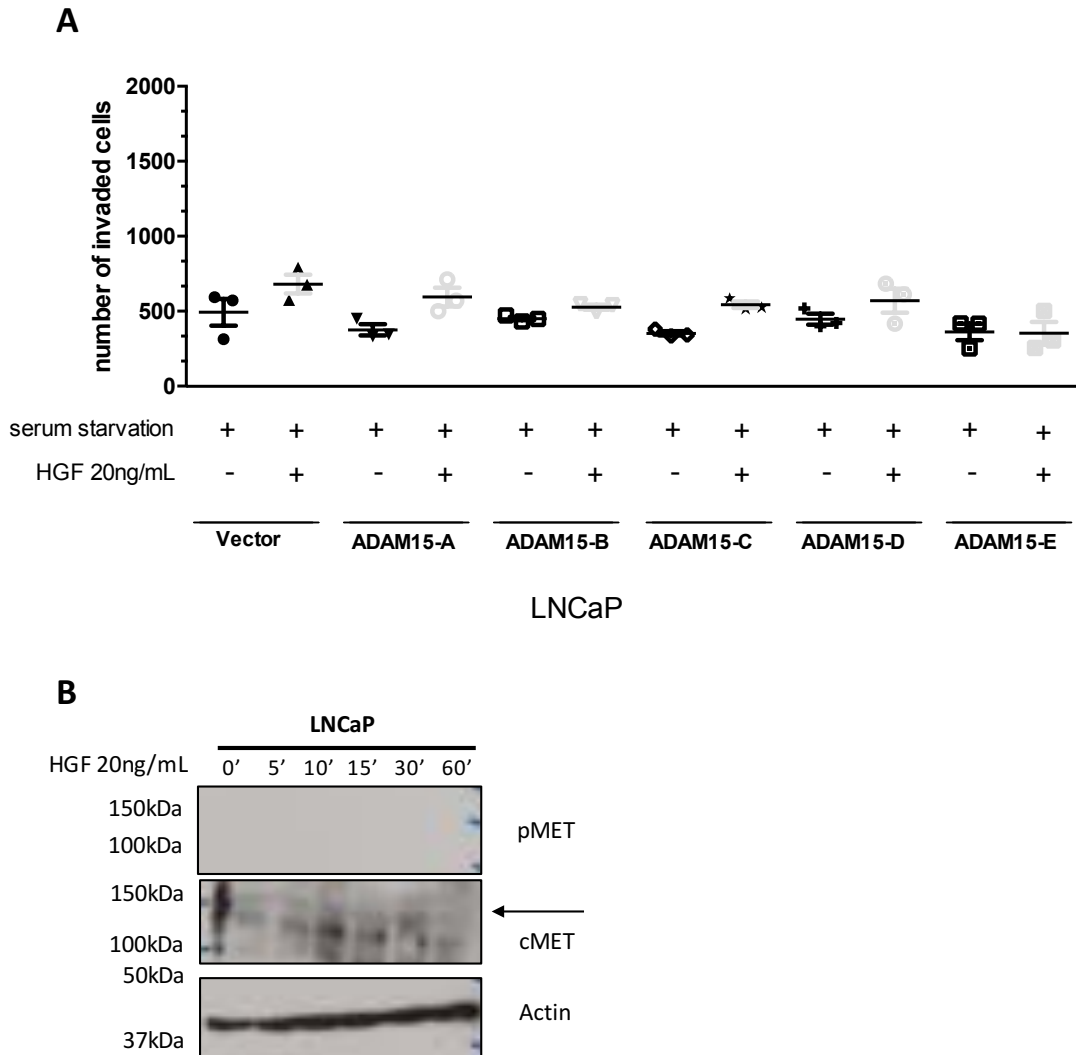 A
number of invaded cells
2000
1500
1000
500
0
serum starvation + + + + + + + + + + + +
HGF 20ng/mL - + - + - + - + - + - +
Vector ADAM15-A ADAM15-B ADAM15-C ADAM15-D ADAM15-E
LNCaP
B
LNCaP
HGF 20ng/mL 0’ 5’ 10’ 15’ 30’ 60’
150kDa
pMET
100kDa
150kDa
cMET
100kDa
50kDa
Actin
37kDa